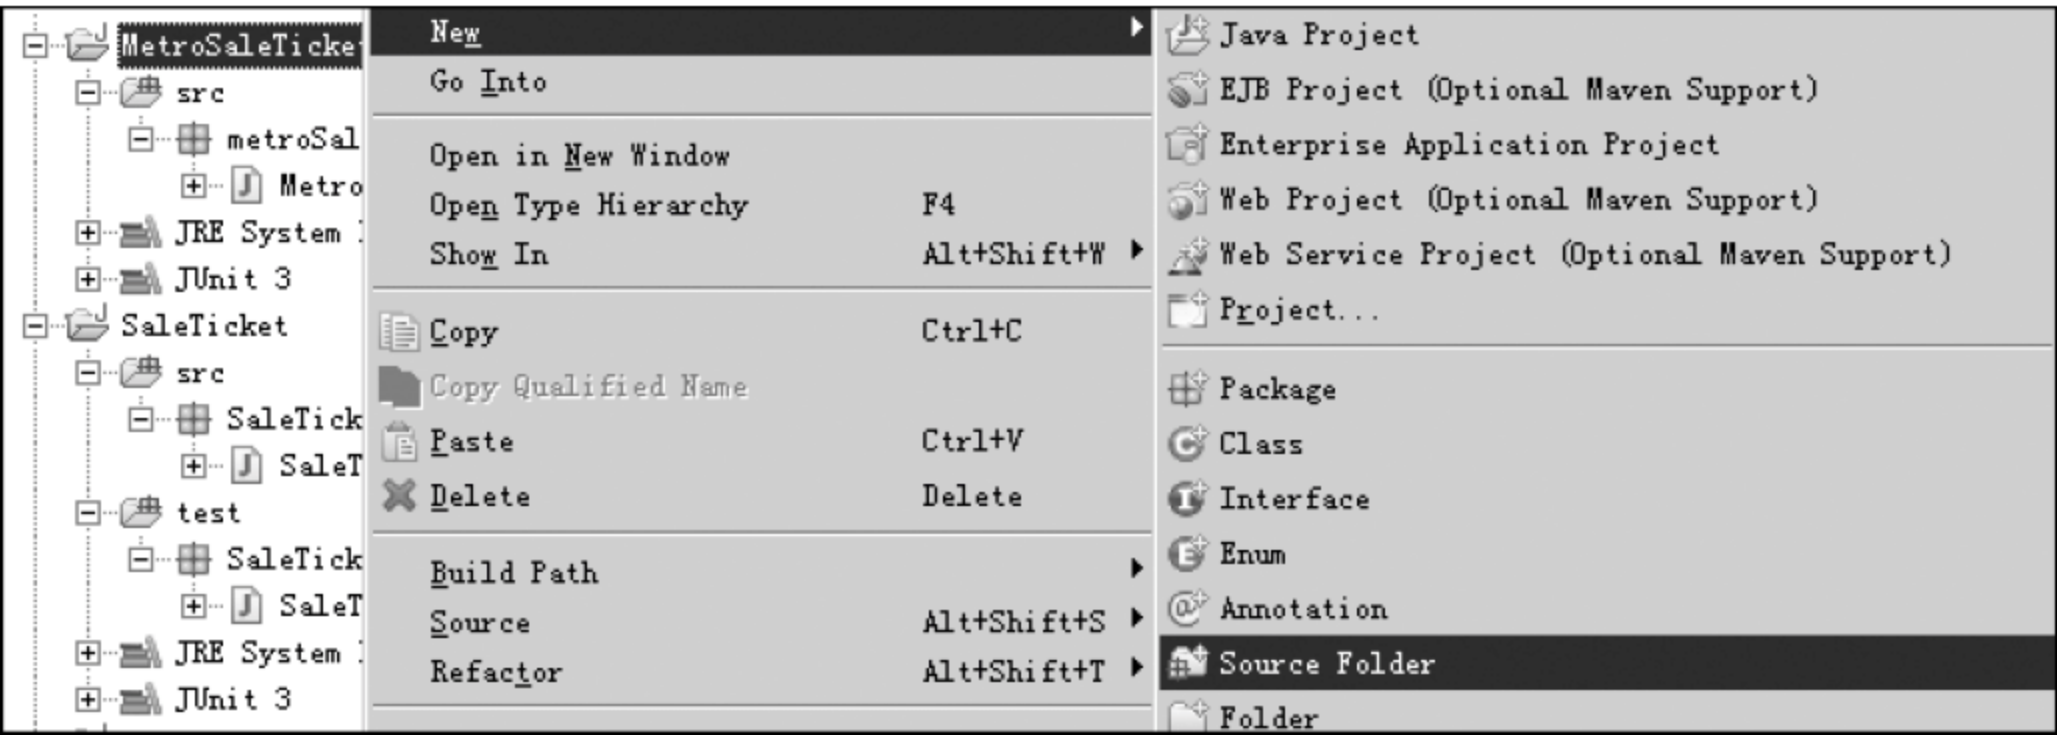 MetroSaleTicke
src
metroSal
Metro
JRE System
JUnit 3
SaleTicket
src
SaleTick
SaleT
test
SaleTick
SaleT
JRE System
JUnit 3
New
Go Into
Open in New Window
Open Type Hierarchy F4
Show In Alt+Shift+W
Copy Ctrl+C
Copy Qualified Name
Paste Ctrl+V
Delete Delete
Build Path
Source Alt+Shift+S
Refactor Alt+Shift+T
Java Project
EJB Project (Optional Maven Support)
Enterprise Application Project
Web Project (Optional Maven Support)
Web Service Project (Optional Maven Support)
Project...
Package
Class
Interface
Enum
Annotation
Source Folder
Folder